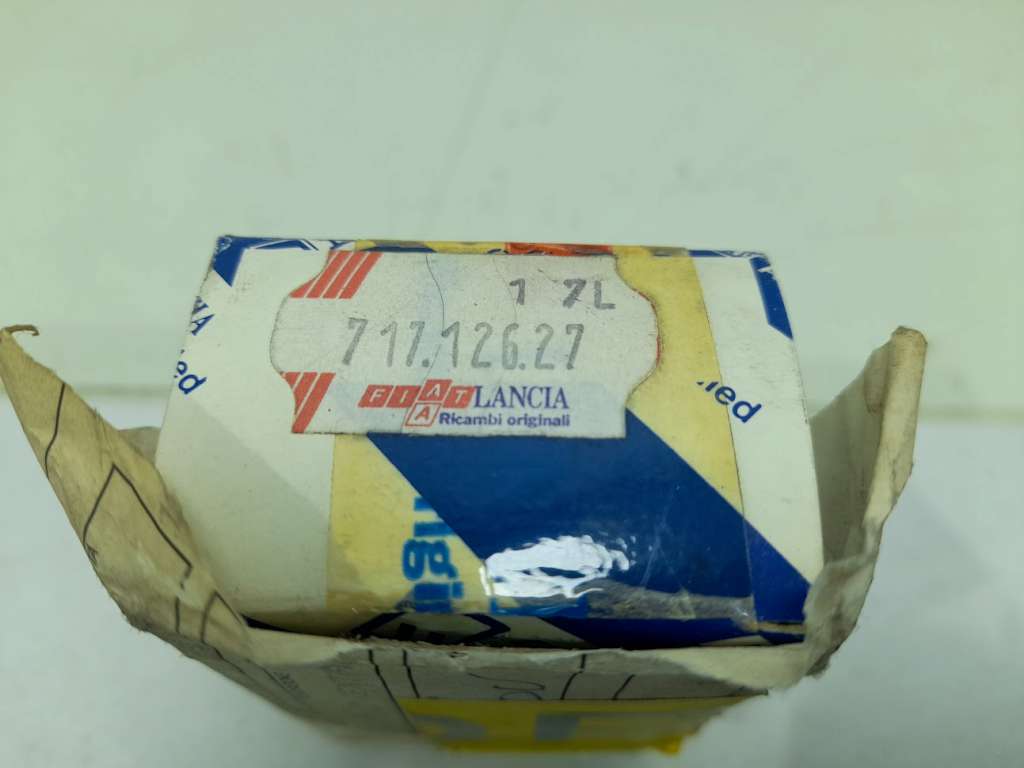 1 7L
717.126.27
FIAT LANCIA
Ricambi originali